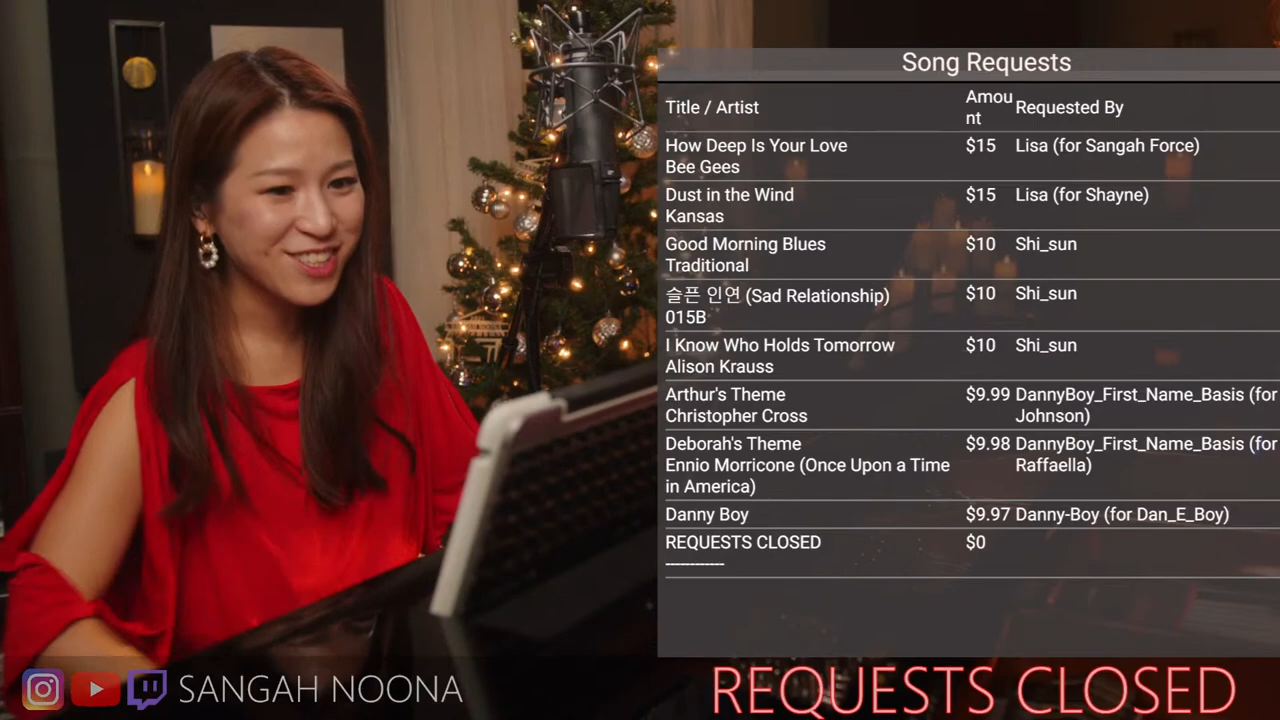 Song Requests
Title / Artist Amou
nt Requested By
How Deep Is Your Love $15 Lisa (for Sangah Force)
Bee Gees
Dust in the Wind $15 Lisa (for Shayne)
Kansas
Good Morning Blues $10 Shi_sun
Traditional
슬픈 인연 (Sad Relationship) $10 Shi_sun
015B
I Know Who Holds Tomorrow $10 Shi_sun
Alison Krauss
Arthur's Theme $9.99 DannyBoy_First_Name_Basis (for
Christopher Cross Johnson)
Deborah's Theme $9.98 DannyBoy_First_Name_Basis (for
Ennio Morricone (Once Upon a Time Raffaella)
in America)
Danny Boy $9.97 Danny-Boy (for Dan_E_Boy)
REQUESTS CLOSED $0
------------
SANGAH NOONA
REQUESTS CLOSED